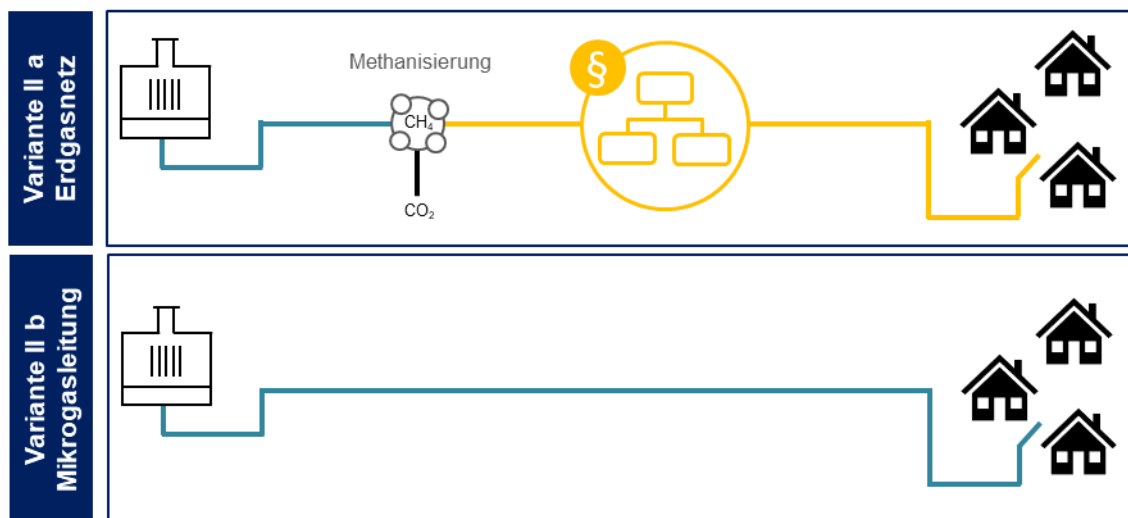 Variante II a
Erdgasnetz
Methanisierung
§
CH₄
CO₂
Variante II b
Mikrogasleitung